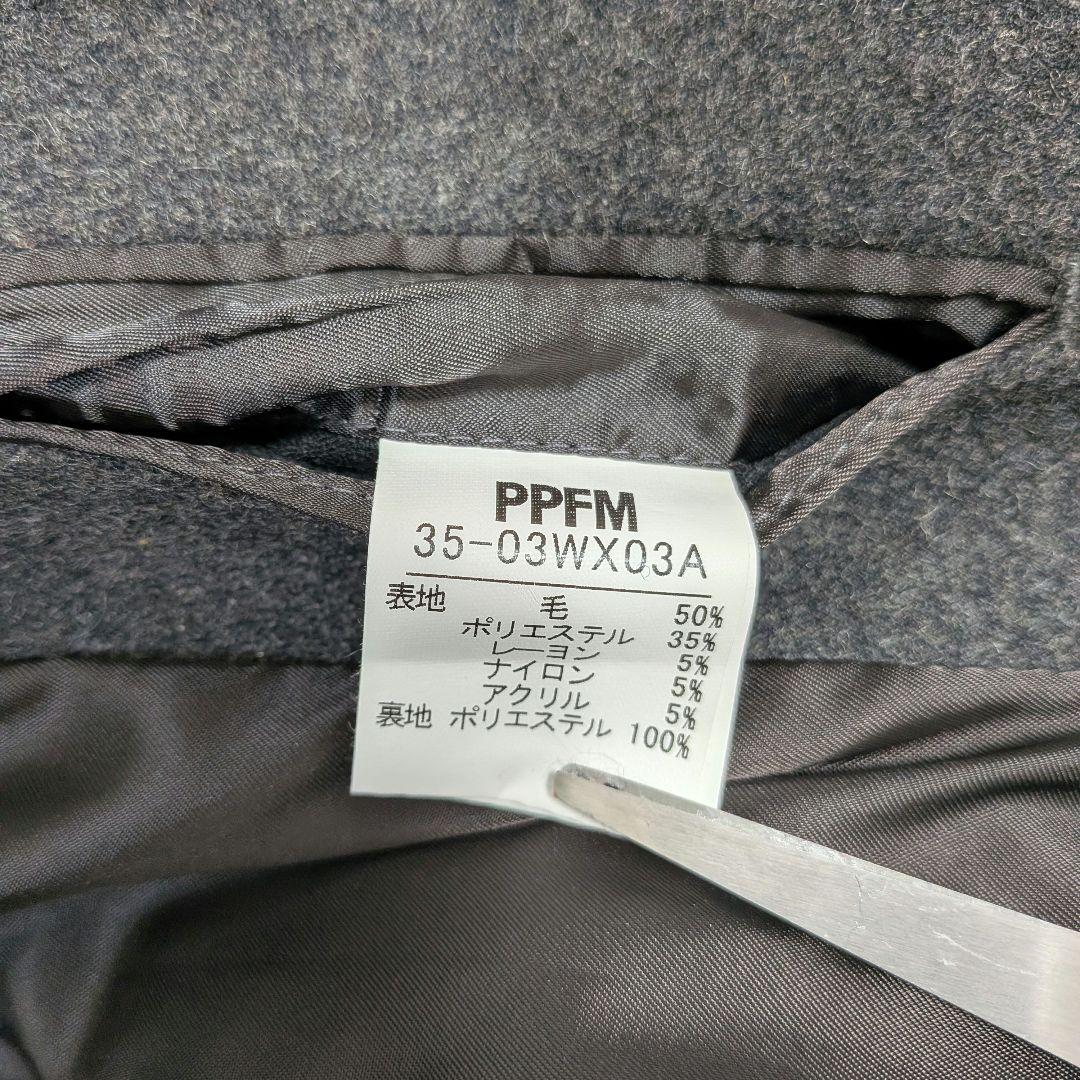 PPFM
35-03WX03A
表地 毛 50%
ポリエステル 35%
レーヨン 5%
ナイロン 5%
アクリル 5%
裏地 ポリエステル 100%